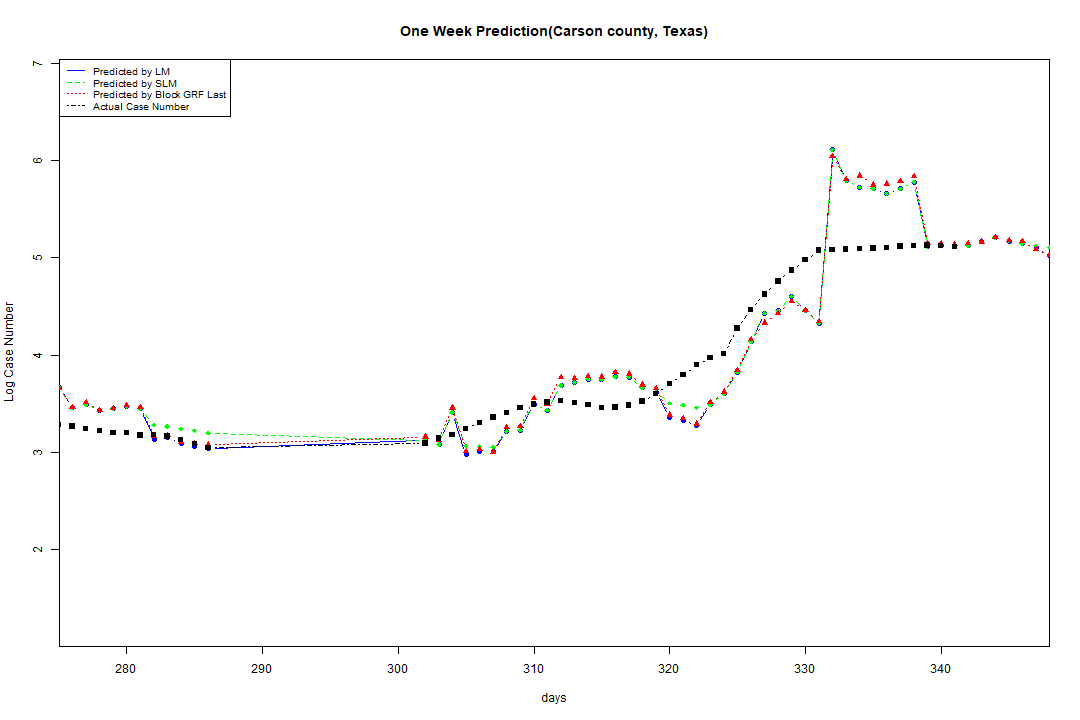 One Week Prediction(Carson county, Texas)
Predicted by LM
Predicted by SLM
Predicted by Block GRF Last
Actual Case Number
Log Case Number
7
6
5
4
3
2
280 290 300 310 320 330 340
days